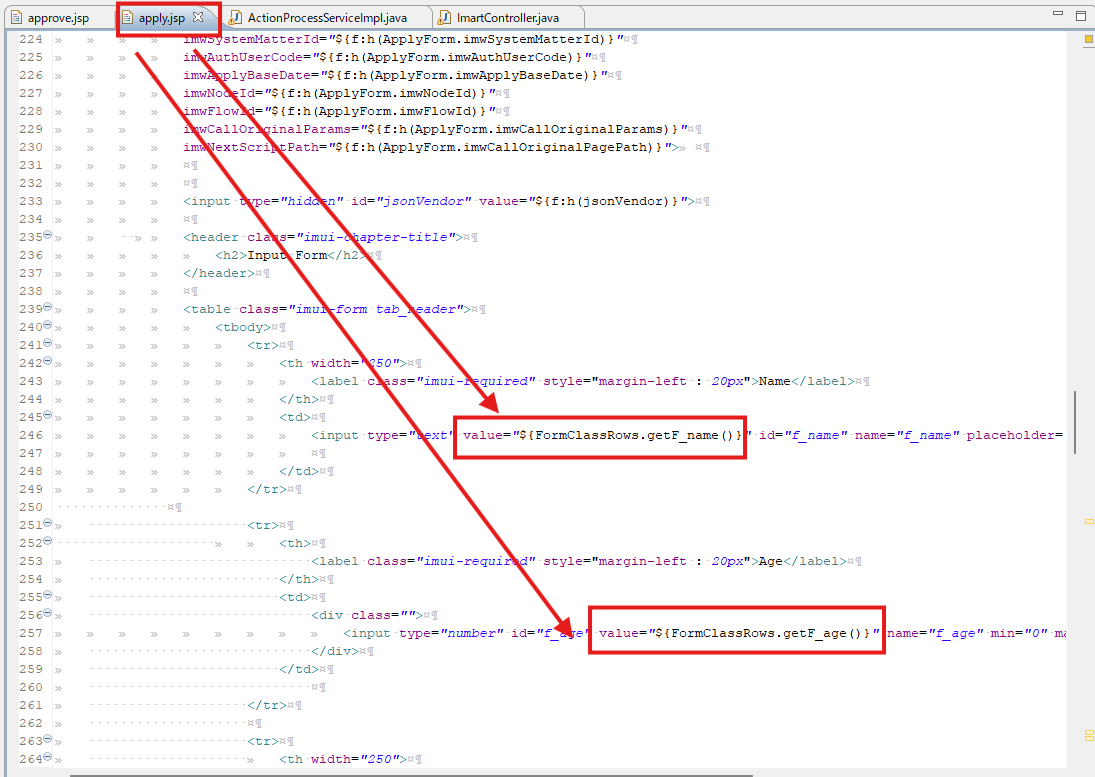 approve.jsp apply.jsp ActionProcessServiceImpl.java ImartController.java
224 imwSystemMatterId="${f:h(ApplyForm.imwSystemMatterId)}"
225 imwAuthUserCode="${f:h(ApplyForm.imwAuthUserCode)}"
226 imwApplyBaseDate="${f:h(ApplyForm.imwApplyBaseDate)}"
227 imwNodeId="${f:h(ApplyForm.imwNodeId)}"
228 imwFlowId="${f:h(ApplyForm.imwFlowId)}"
229 imwCallOriginalParams="${f:h(ApplyForm.imwCallOriginalParams)}"
230 imwNextScriptPath="${f:h(ApplyForm.imwCallOriginalPagePath)}">
231
232
233 <input type="hidden" id="jsonVendor" value="${f:h(jsonVendor)}">
234
235 <header class="imui-chapter-title">
236 <h2>Input Form</h2>
237 </header>
238
239 <table class="imui-form tab_header">
240 <tbody>
241 <tr>
242 <th width="250">
243 <label class="imui-required" style="margin-left : 20px">Name</label>
244 </th>
245 <td>
246 <input type="text" value="${FormClassRows.getF_name()}" id="f_name" name="f_name" placeholder=
247
248 </td>
249 </tr>
250
251 <tr>
252 <th>
253 <label class="imui-required" style="margin-left : 20px">Age</label>
254 </th>
255 <td>
256 <div class="">
257 <input type="number" id="f_age" value="${FormClassRows.getF_age()}" name="f_age" min="0" ma
258 </div>
259 </td>
260
261 </tr>
262
263 <tr>
264 <th width="250">